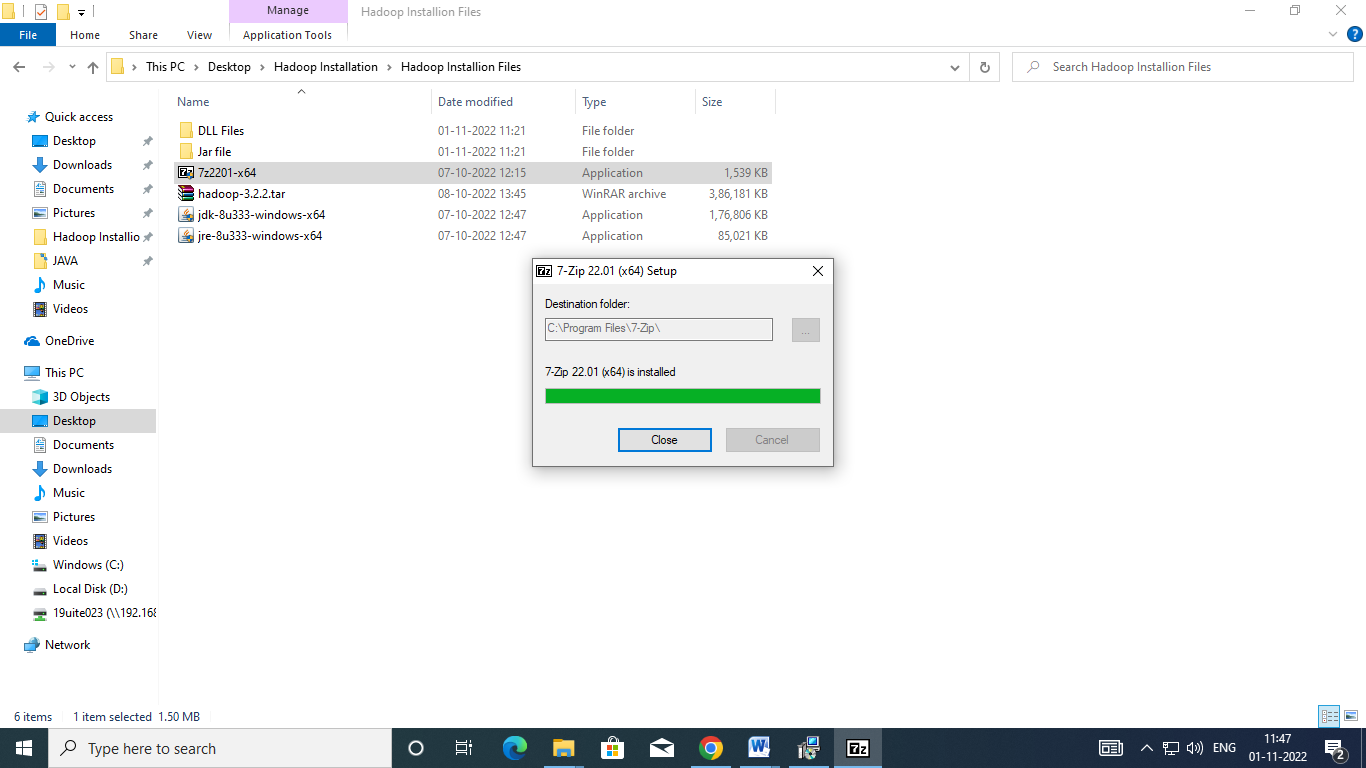 Manage
Hadoop Installion Files
File
Home
Share
View
Application Tools
This PC
Desktop
Hadoop Installation
Hadoop Installion Files
Search Hadoop Installion Files
Name
Date modified
Type
Size
DLL Files 01-11-2022 11:21 File folder
Jar file 01-11-2022 11:21 File folder
7z2201-x64 07-10-2022 12:15 Application 1,539 KB
hadoop-3.2.2.tar 08-10-2022 13:45 WinRAR archive 3,86,181 KB
jdk-8u333-windows-x64 07-10-2022 12:47 Application 1,76,806 KB
jre-8u333-windows-x64 07-10-2022 12:47 Application 85,021 KB
Quick access
Desktop
Downloads
Documents
Pictures
Hadoop Installio
JAVA
Music
Videos
OneDrive
This PC
3D Objects
Desktop
Documents
Downloads
Music
Pictures
Videos
Windows (C:)
Local Disk (D:)
19uite023 (\\192.168
Network
7z 7-Zip 22.01 (x64) Setup
Destination folder:
C:\Program Files\7-Zip\
...
7-Zip 22.01 (x64) is installed
Close
Cancel
6 items
1 item selected 1.50 MB
Type here to search
W
7z
ENG
11:47
01-11-2022
2